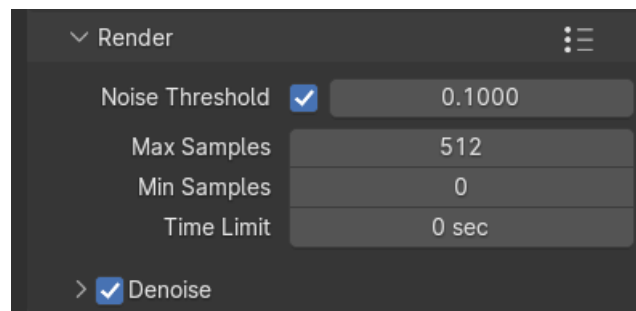 Render
Noise Threshold 0.1000
Max Samples 512
Min Samples 0
Time Limit 0 sec
Denoise